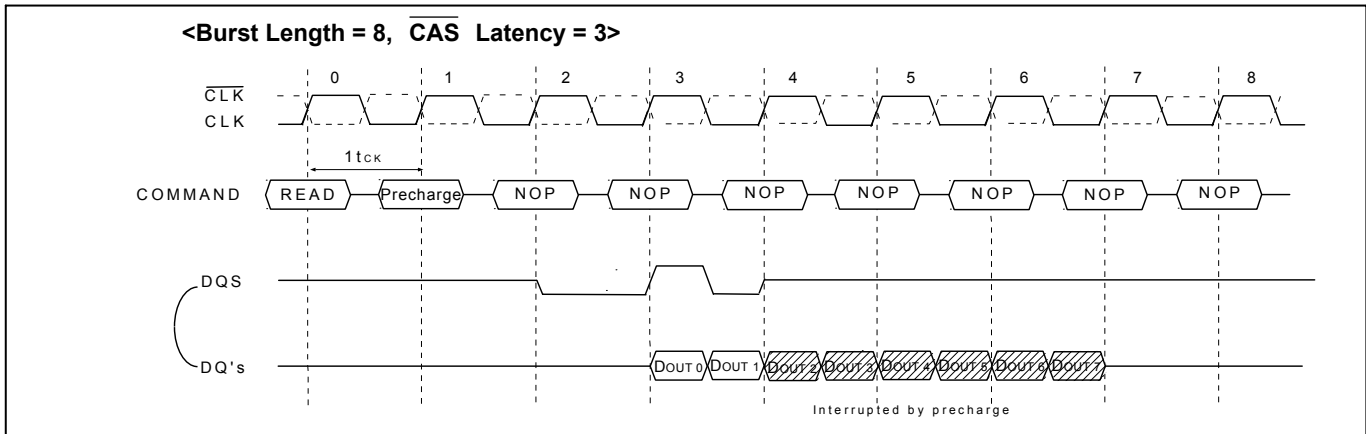 <Burst Length = 8, CAS Latency = 3>
0 1 2 3 4 5 6 7 8
CLK
CLK
1tCK
COMMAND READ Precharge NOP NOP NOP NOP NOP NOP NOP
DQS
DQ's DOUT 0 DOUT 1 DOUT 2 DOUT 3 DOUT 4 DOUT 5 DOUT 6 DOUT 7
Interrupted by precharge